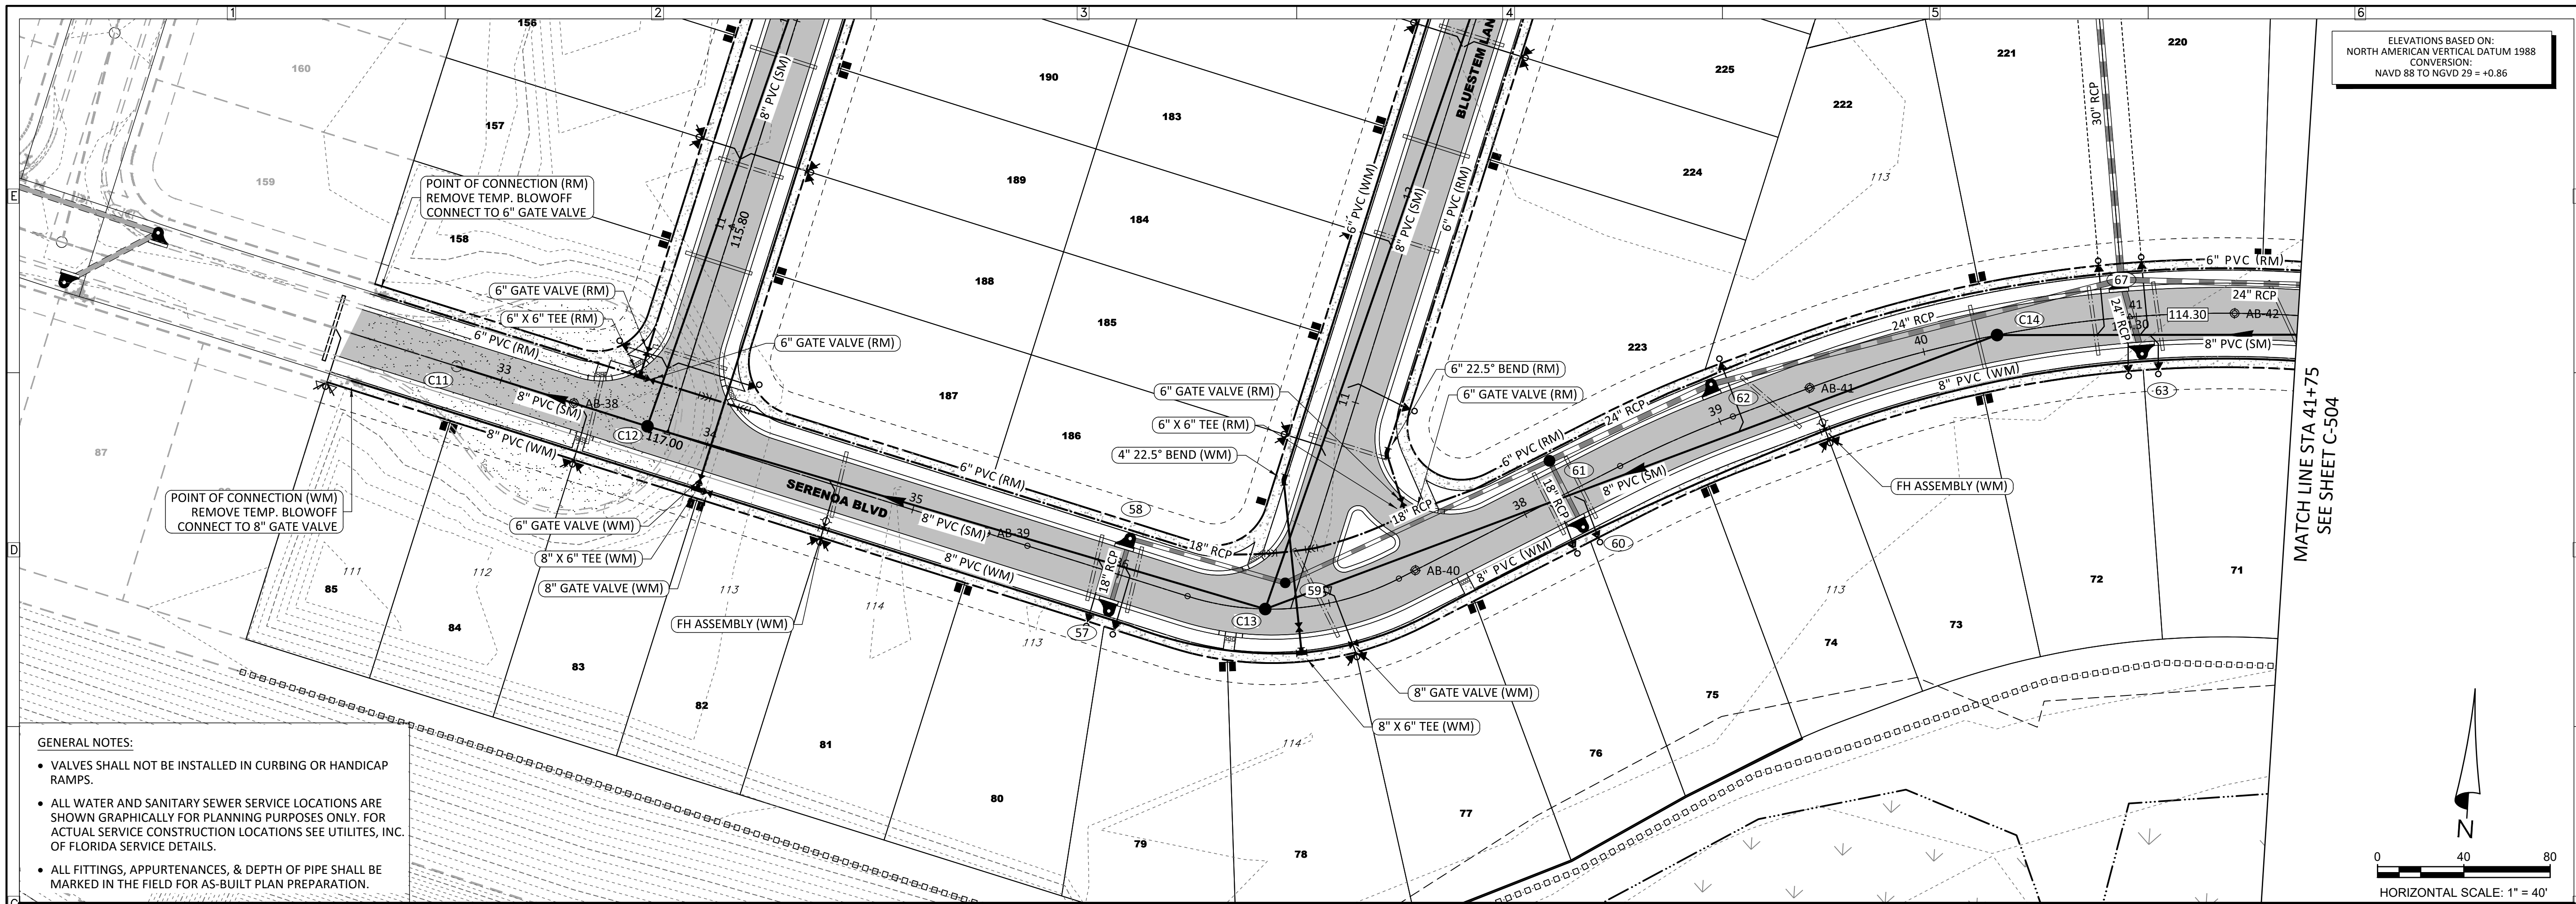 1
2
3
4
5
6
ELEVATIONS BASED ON:
NORTH AMERICAN VERTICAL DATUM 1988
CONVERSION:
NAVD 88 TO NGVD 29 = +0.86
160
156
157
190
183
225
221
220
222
8" PVC (SM)
BLUESTEM LAN
30" RCP
159
E
POINT OF CONNECTION (RM)
REMOVE TEMP. BLOWOFF
CONNECT TO 6" GATE VALVE
158
11
115.80
189
184
6" PVC (WM)
12
8" PVC (SM)
6" PVC (RM)
224
113
188
185
223
6" GATE VALVE (RM)
6" X 6" TEE (RM)
6" PVC (RM)
6" GATE VALVE (RM)
187
186
6" PVC (RM)
67
24" RCP
24" RCP
41
114.30
AB-42
C14
40
24" RCP
8" PVC (SM)
C11
33
8" PVC (SM)
AB-38
C12
117.00
34
11
6" 22.5° BEND (RM)
6" GATE VALVE (RM)
6" GATE VALVE (RM)
6" X 6" TEE (RM)
4" 22.5° BEND (WM)
AB-41
62
39
24" RCP
8" PVC (WM)
63
MATCH LINE STA 41+75
SEE SHEET C-504
87
8" PVC (WM)
POINT OF CONNECTION (WM)
REMOVE TEMP. BLOWOFF
CONNECT TO 8" GATE VALVE
SERENOA BLVD
6" PVC (RM)
35
8" PVC (SM)
AB-39
58
18" RCP
18" RCP
6" PVC (RM)
61
18" RCP
8" PVC (SM)
38
FH ASSEMBLY (WM)
60
D
6" GATE VALVE (WM)
8" X 6" TEE (WM)
8" GATE VALVE (WM)
FH ASSEMBLY (WM)
8" PVC (WM)
18" RCP
57
59
C13
AB-40
8" PVC (WM)
111
112
113
114
113
113
114
85
84
83
82
81
80
79
78
77
76
75
74
73
72
71
8" GATE VALVE (WM)
8" X 6" TEE (WM)
GENERAL NOTES:
• VALVES SHALL NOT BE INSTALLED IN CURBING OR HANDICAP
RAMPS.
• ALL WATER AND SANITARY SEWER SERVICE LOCATIONS ARE
SHOWN GRAPHICALLY FOR PLANNING PURPOSES ONLY. FOR
ACTUAL SERVICE CONSTRUCTION LOCATIONS SEE UTILITES, INC.
OF FLORIDA SERVICE DETAILS.
• ALL FITTINGS, APPURTENANCES, & DEPTH OF PIPE SHALL BE
MARKED IN THE FIELD FOR AS-BUILT PLAN PREPARATION.
N
0 40 80
HORIZONTAL SCALE: 1" = 40'